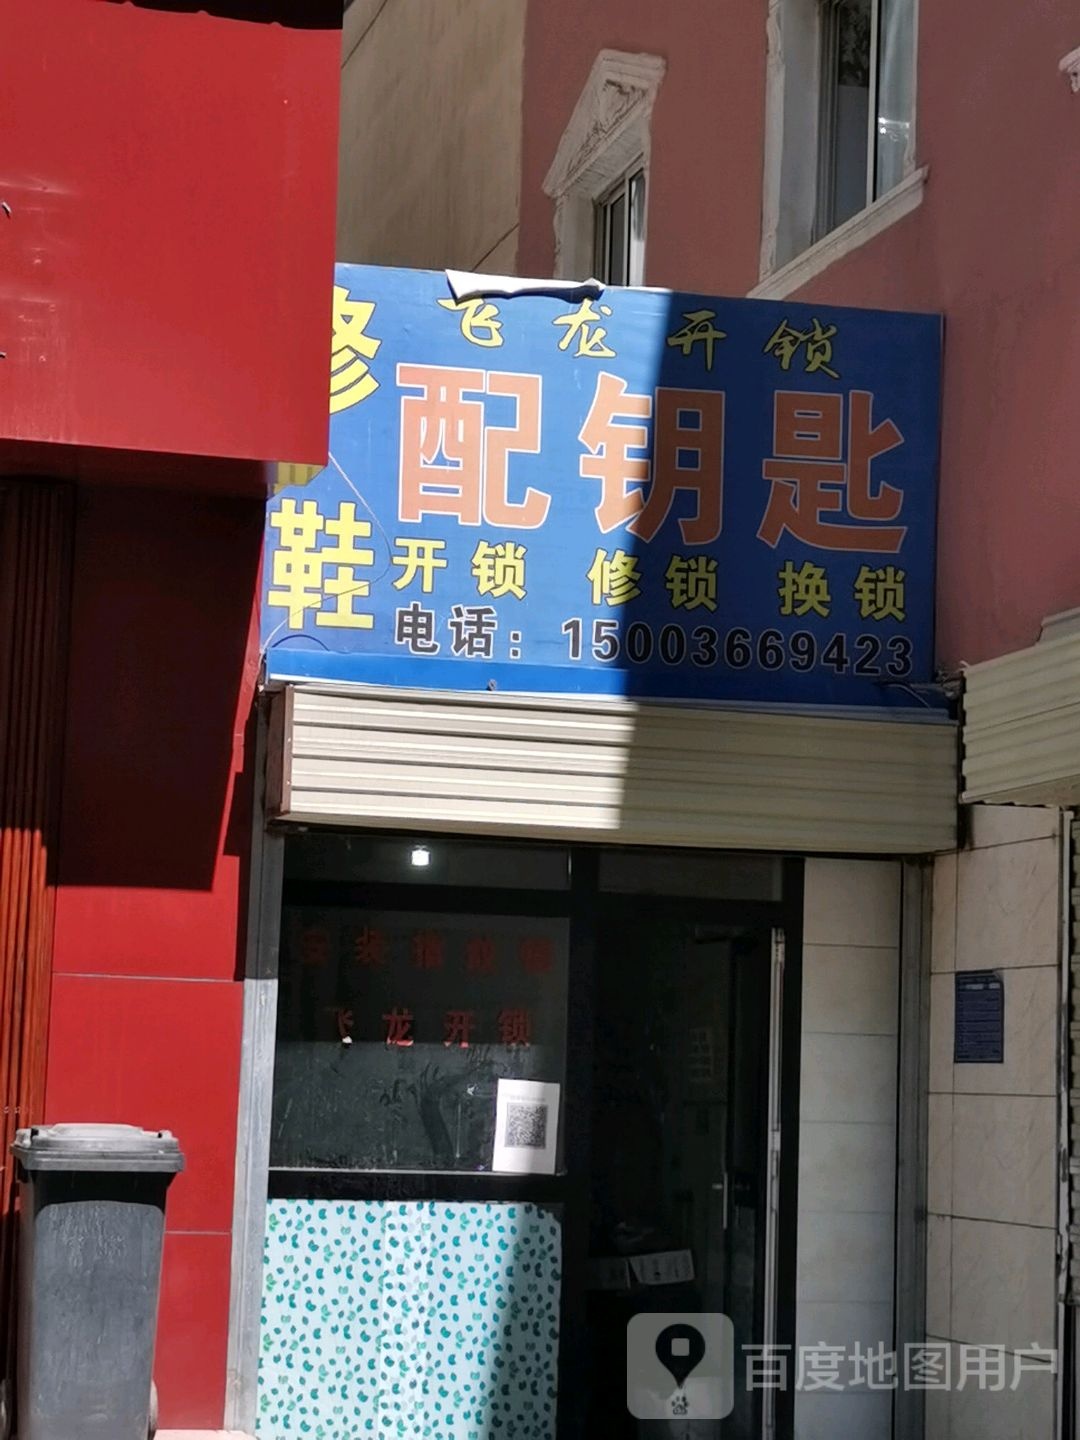 飞龙开锁
修鞋
配钥匙
开锁 修锁 换锁
电话：15003669423
安装指纹锁
飞龙开锁
百度地图用户